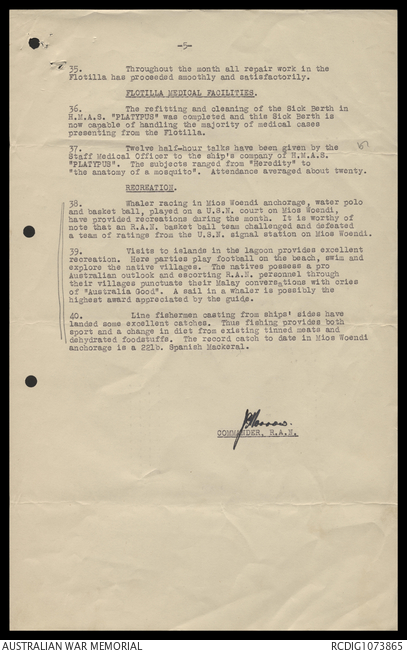 -5-
35. Throughout the month all repair work in the
Flotilla has proceeded smoothly and satisfactorily.
FLOTILLA MEDICAL FACILITIES.
36. The refitting and cleaning of the Sick Berth in
H.M.A.S. "PLATYPUS" was completed and this Sick Berth is
now capable of handling the majority of medical cases
presenting from the Flotilla.
37. Twelve half-hour talks have been given by the
Staff Medical Officer to the ship's company of H.M.A.S.
"PLATYPUS". The subjects ranged from "Heredity" to
"the anatomy of a mosquito". Attendance averaged about twenty.
RECREATION.
38. Whaler racing in Mios Woendi anchorage, water polo
and basket ball, played on a U.S.N. court on Mios Woendi,
have provided recreations during the month. It is worthy of
note that an R.A.N. basket ball team challenged and defeated
a team of ratings from the U.S.N. signal station on Mios Woendi.
39. Visits to islands in the lagoon provides excellent
recreation. Here parties play football on the beach, swim and
explore the native villages. The natives possess a pro
Australian outlook and escorting R.A.N. personnel through
their villages punctuate their Malay conversations with cries
of "Australia Good". A sail in a whaler is possibly the
highest award appreciated by the guide.
40. Line fishermen casting from ships' sides have
landed some excellent catches. Thus fishing provides both
sport and a change in diet from existing tinned meats and
dehydrated foodstuffs. The record catch to date in Mios Woendi
anchorage is a 22lb. Spanish Mackeral.
COMMANDER, R.A.N.
AUSTRALIAN WAR MEMORIAL
RCDIG1073865